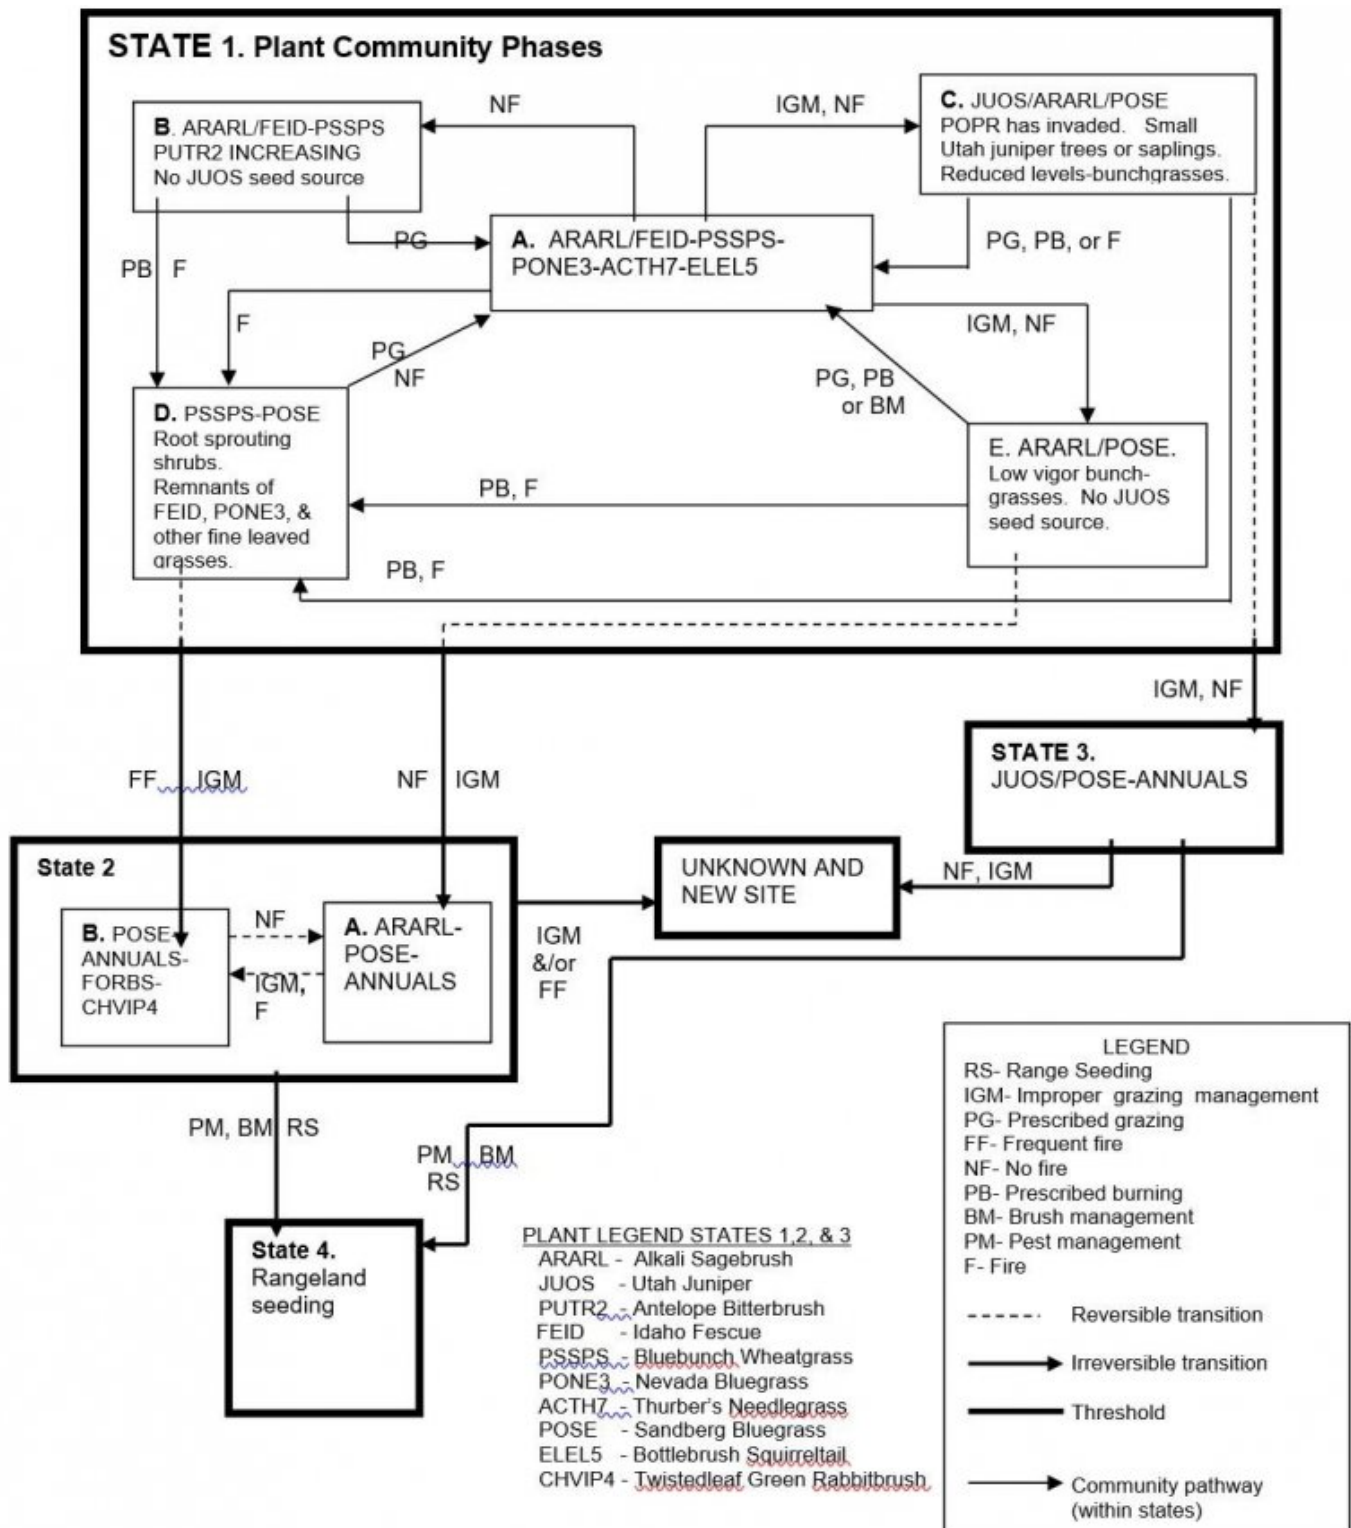 STATE 1. Plant Community Phases
B. ARARL/FEID-PSSPS
PUTR2 INCREASING
No JUOS seed source
NF
IGM, NF
C. JUOS/ARARL/POSE
POPR has invaded. Small
Utah juniper trees or saplings.
Reduced levels-bunchgrasses.
PG
A. ARARL/FEID-PSSPS-
PONE3-ACTH7-ELEL5
PG, PB, or F
PB F
F
IGM, NF
PG
NF
PG, PB
or BM
D. PSSPS-POSE
Root sprouting
shrubs.
Remnants of
FEID, PONE3, &
other fine leaved
grasses.
E. ARARL/POSE.
Low vigor bunch-
grasses. No JUOS
seed source.
PB, F
PB, F
IGM, NF
FF IGM
NF IGM
STATE 3.
JUOS/POSE-ANNUALS
State 2
B. POSE-
ANNUALS-
FORBS-
CHVIP4
NF
IGM,
F
A. ARARL-
POSE-
ANNUALS
UNKNOWN AND
NEW SITE
NF, IGM
IGM
&/or
FF
PM, BM RS
PM BM
RS
State 4.
Rangeland
seeding
PLANT LEGEND STATES 1,2, & 3
ARARL - Alkali Sagebrush
JUOS - Utah Juniper
PUTR2 - Antelope Bitterbrush
FEID - Idaho Fescue
PSSPS - Bluebunch Wheatgrass
PONE3 - Nevada Bluegrass
ACTH7 - Thurber's Needlegrass
POSE - Sandberg Bluegrass
ELEL5 - Bottlebrush Squirreltail
CHVIP4 - Twistedleaf Green Rabbitbrush
LEGEND
RS- Range Seeding
IGM- Improper grazing management
PG- Prescribed grazing
FF- Frequent fire
NF- No fire
PB- Prescribed burning
BM- Brush management
PM- Pest management
F- Fire
Reversible transition
Irreversible transition
Threshold
Community pathway
(within states)